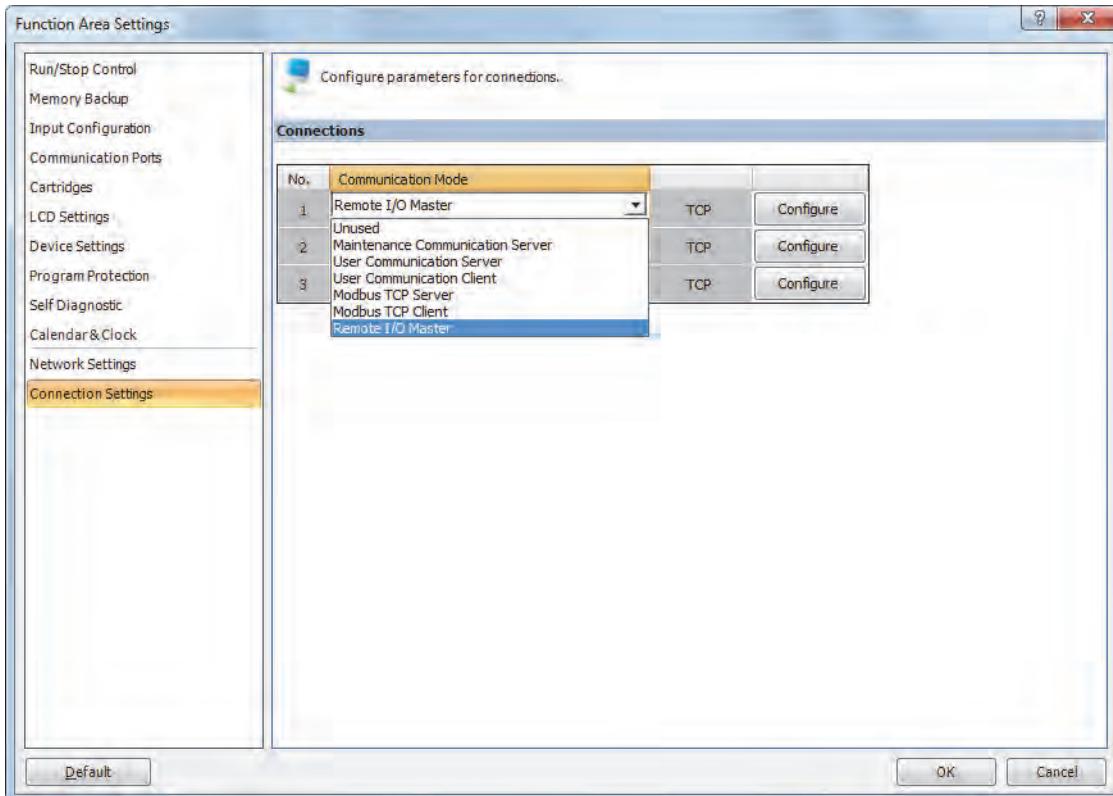 Function Area Settings
Run/Stop Control
Memory Backup
Input Configuration
Communication Ports
Cartridges
LCD Settings
Device Settings
Program Protection
Self Diagnostic
Calendar & Clock
Network Settings
Connection Settings
Configure parameters for connections.
Connections
No. Communication Mode
1 Remote I/O Master TCP Configure
Unused
2 Maintenance Communication Server TCP Configure
User Communication Server
User Communication Client
3 Modbus TCP Server TCP Configure
Modbus TCP Client
Remote I/O Master
Default OK Cancel